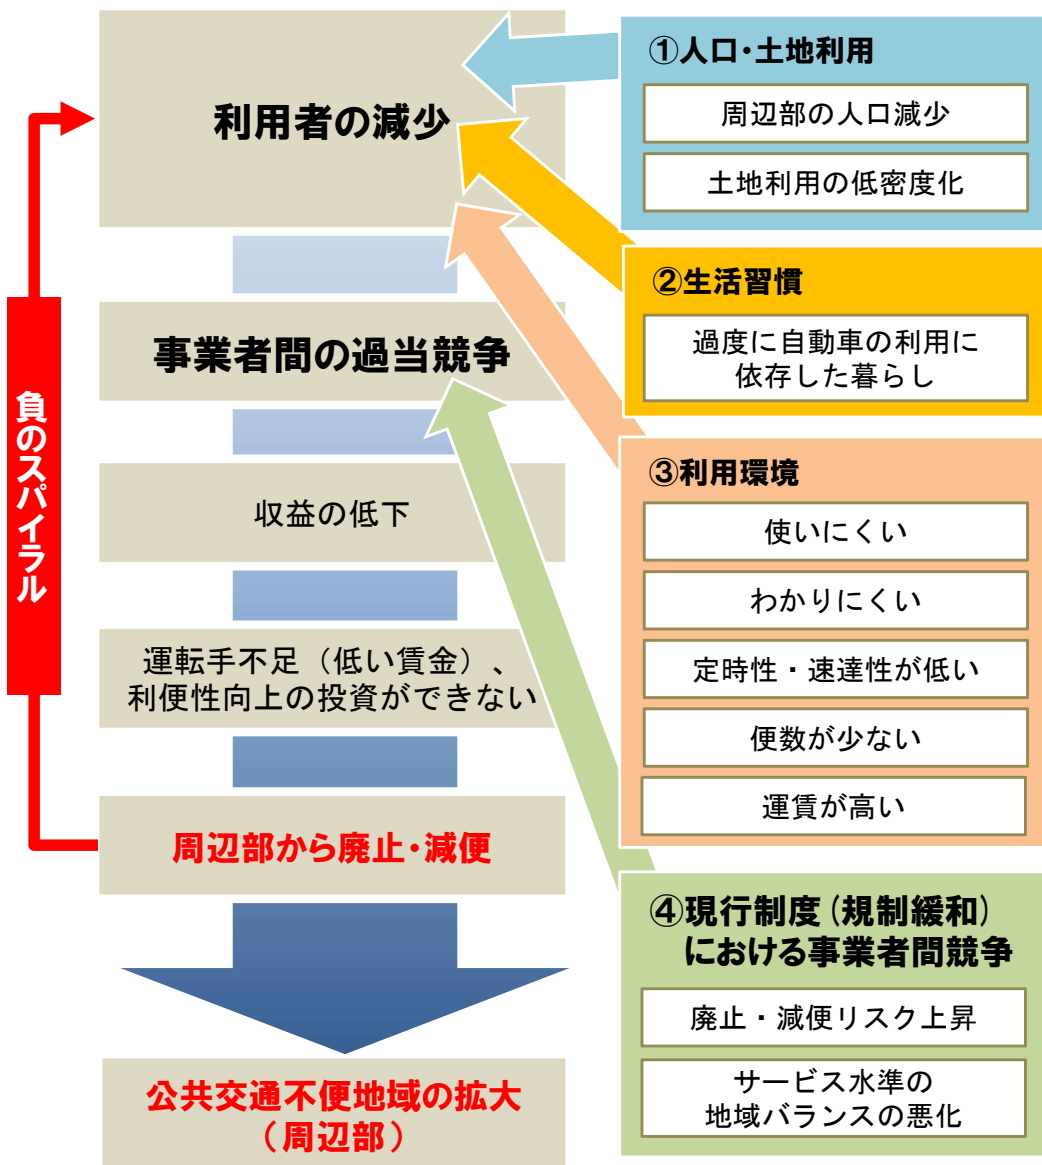 利用者の減少
事業者間の過当競争
収益の低下
運転手不足（低い賃金）、
利便性向上の投資ができない
周辺部から廃止・減便
公共交通不便地域の拡大
（周辺部）
負のスパイラル
①人口・土地利用
周辺部の人口減少
土地利用の低密度化
②生活習慣
過度に自動車の利用に
依存した暮らし
③利用環境
使いにくい
わかりにくい
定時性・速達性が低い
便数が少ない
運賃が高い
④現行制度（規制緩和）
における事業者間競争
廃止・減便リスク上昇
サービス水準の
地域バランスの悪化